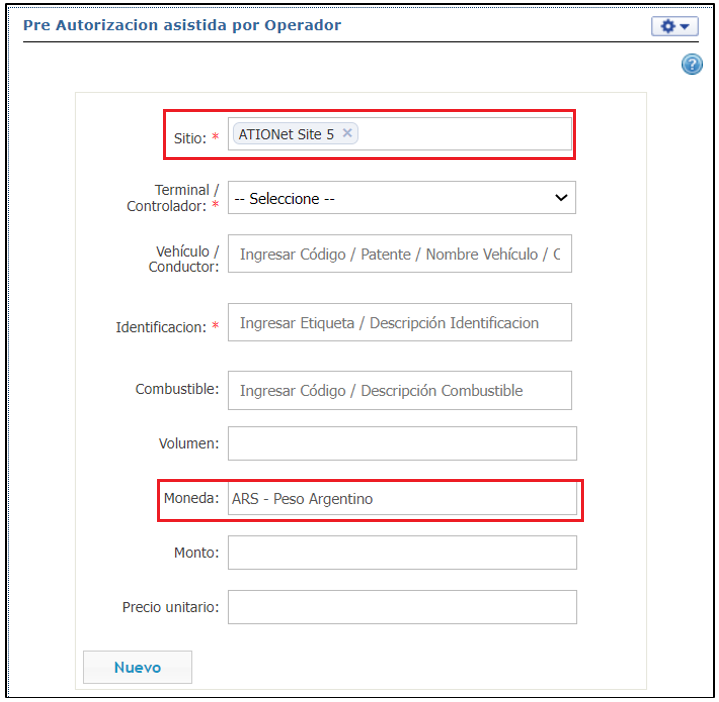 Pre Autorizacion asistida por Operador
Sitio: * ATIONet Site 5 ×
Terminal /
Controlador: * -- Seleccione --
Vehículo /
Conductor: Ingresar Código / Patente / Nombre Vehículo / C
Identificacion: * Ingresar Etiqueta / Descripción Identificacion
Combustible: Ingresar Código / Descripción Combustible
Volumen:
Moneda: ARS - Peso Argentino
Monto:
Precio unitario:
Nuevo